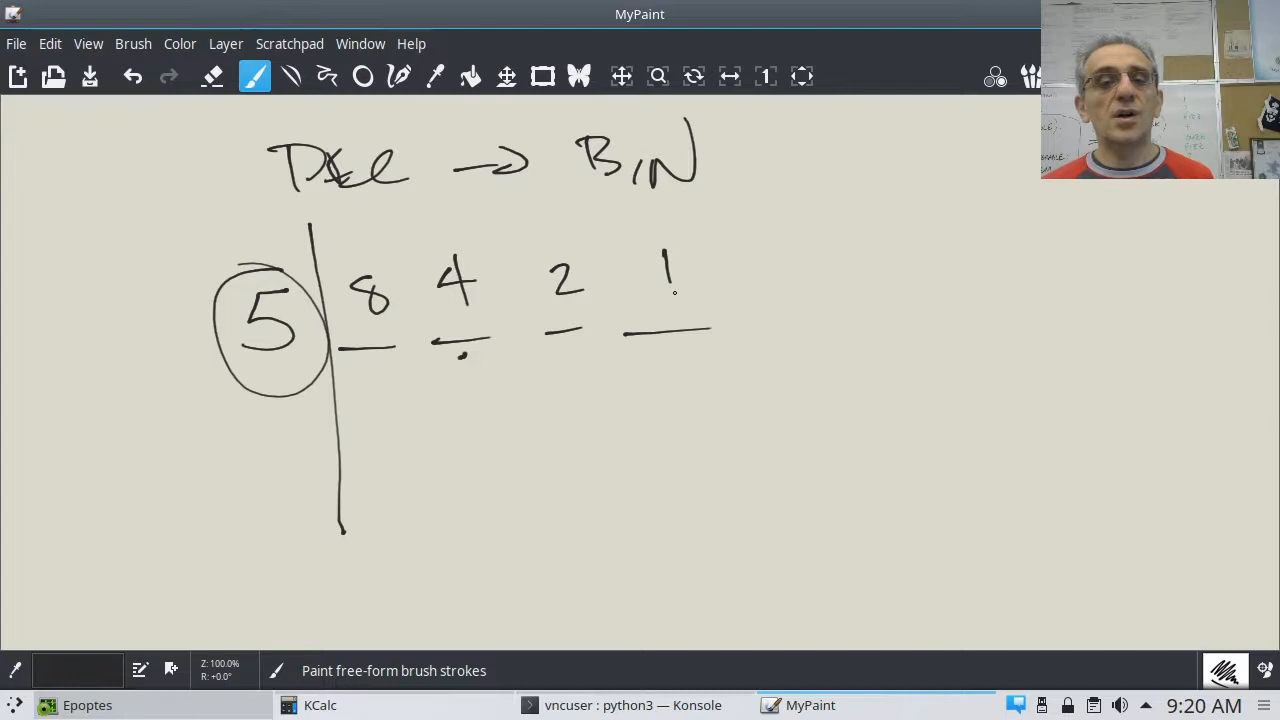 MyPaint
File Edit View Brush Color Layer Scratchpad Window Help
DEC → BIN
5 8 4 2 1
Z: 100.0%
R: +0.0°
Paint free-form brush strokes
Epoptes KCalc vncuser : python3 — Konsole MyPaint 9:20 AM